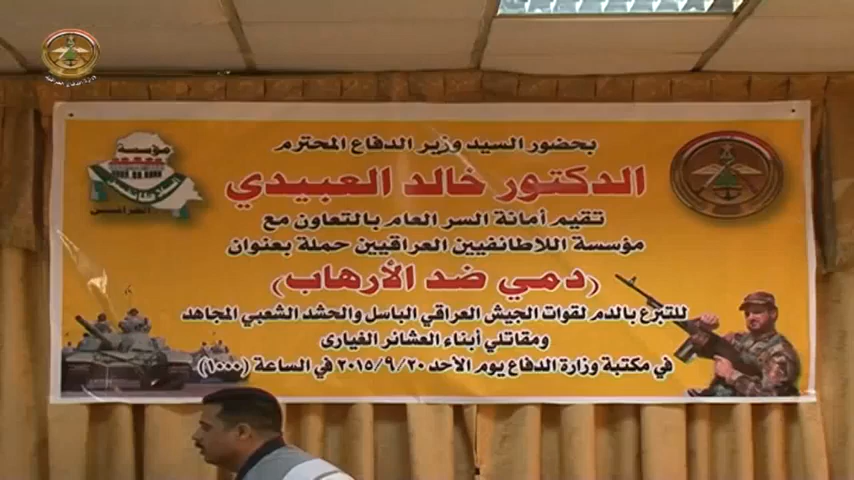 بحضور السيد وزير الدفاع المحترم
الدكتور خالد العبيدي
تقيم أمانة السر العام بالتعاون مع
مؤسسة اللاطائفيين العراقيين حملة بعنوان
(دمي ضد الأرهاب)
للتبرع بالدم لقوات الجيش العراقي الباسل والحشد الشعبي المجاهد
ومقاتلي أبناء العشائر الغيارى
في مكتبة وزارة الدفاع يوم الأحد ٢٠١٥/٩/٢٠ في الساعة (١٠٠٠)
مؤسسة